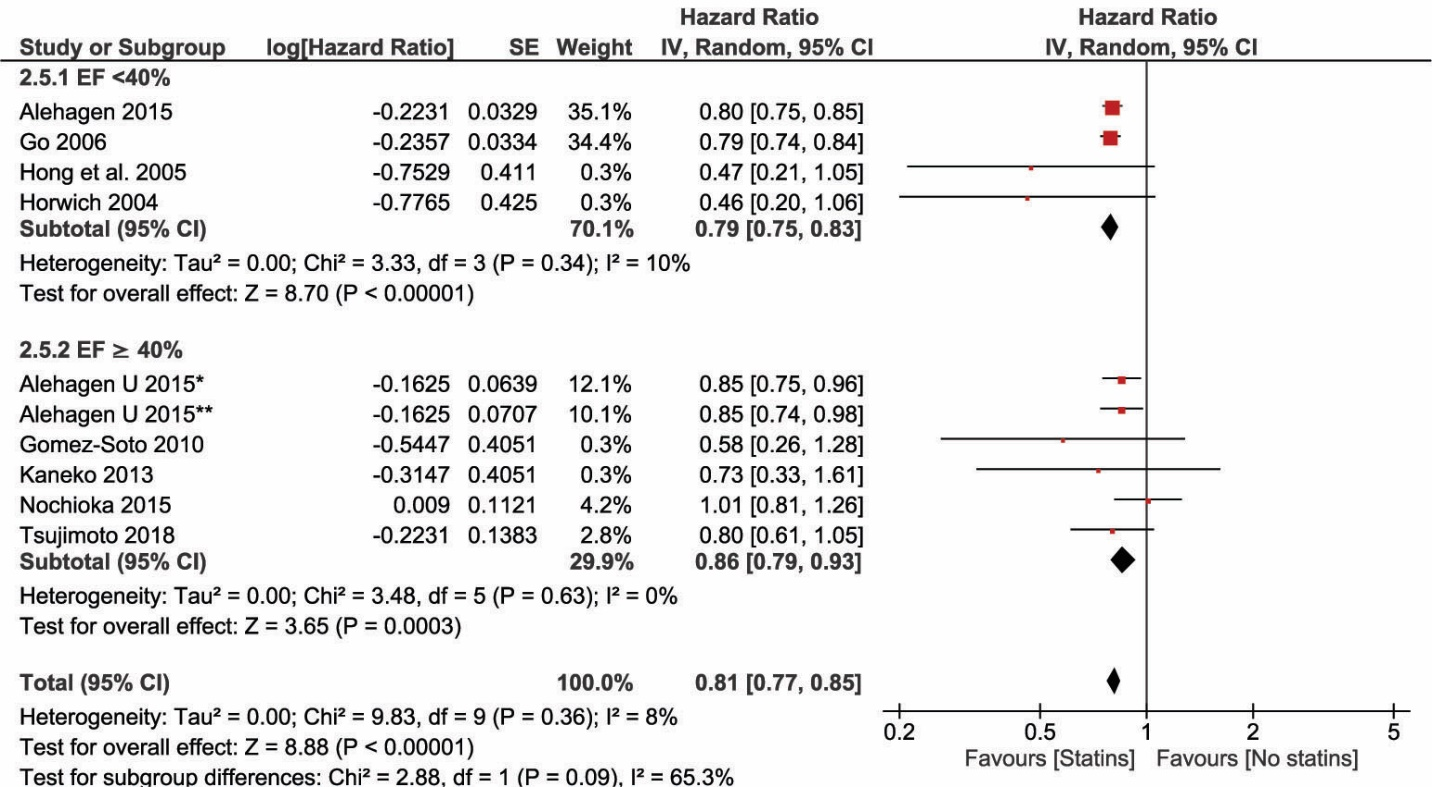 Hazard Ratio Hazard Ratio
Study or Subgroup log[Hazard Ratio] SE Weight IV, Random, 95% CI IV, Random, 95% CI
2.5.1 EF <40%
Alehagen 2015 -0.2231 0.0329 35.1% 0.80 [0.75, 0.85]
Go 2006 -0.2357 0.0334 34.4% 0.79 [0.74, 0.84]
Hong et al. 2005 -0.7529 0.411 0.3% 0.47 [0.21, 1.05]
Horwich 2004 -0.7765 0.425 0.3% 0.46 [0.20, 1.06]
Subtotal (95% CI) 70.1% 0.79 [0.75, 0.83]
Heterogeneity: Tau² = 0.00; Chi² = 3.33, df = 3 (P = 0.34); I² = 10%
Test for overall effect: Z = 8.70 (P < 0.00001)
2.5.2 EF ≥ 40%
Alehagen U 2015* -0.1625 0.0639 12.1% 0.85 [0.75, 0.96]
Alehagen U 2015** -0.1625 0.0707 10.1% 0.85 [0.74, 0.98]
Gomez-Soto 2010 -0.5447 0.4051 0.3% 0.58 [0.26, 1.28]
Kaneko 2013 -0.3147 0.4051 0.3% 0.73 [0.33, 1.61]
Nochioka 2015 0.009 0.1121 4.2% 1.01 [0.81, 1.26]
Tsujimoto 2018 -0.2231 0.1383 2.8% 0.80 [0.61, 1.05]
Subtotal (95% CI) 29.9% 0.86 [0.79, 0.93]
Heterogeneity: Tau² = 0.00; Chi² = 3.48, df = 5 (P = 0.63); I² = 0%
Test for overall effect: Z = 3.65 (P = 0.0003)
Total (95% CI) 100.0% 0.81 [0.77, 0.85]
Heterogeneity: Tau² = 0.00; Chi² = 9.83, df = 9 (P = 0.36); I² = 8%
Test for overall effect: Z = 8.88 (P < 0.00001)
Test for subgroup differences: Chi² = 2.88, df = 1 (P = 0.09), I² = 65.3%
0.2 0.5 1 2 5
Favours [Statins] Favours [No statins]